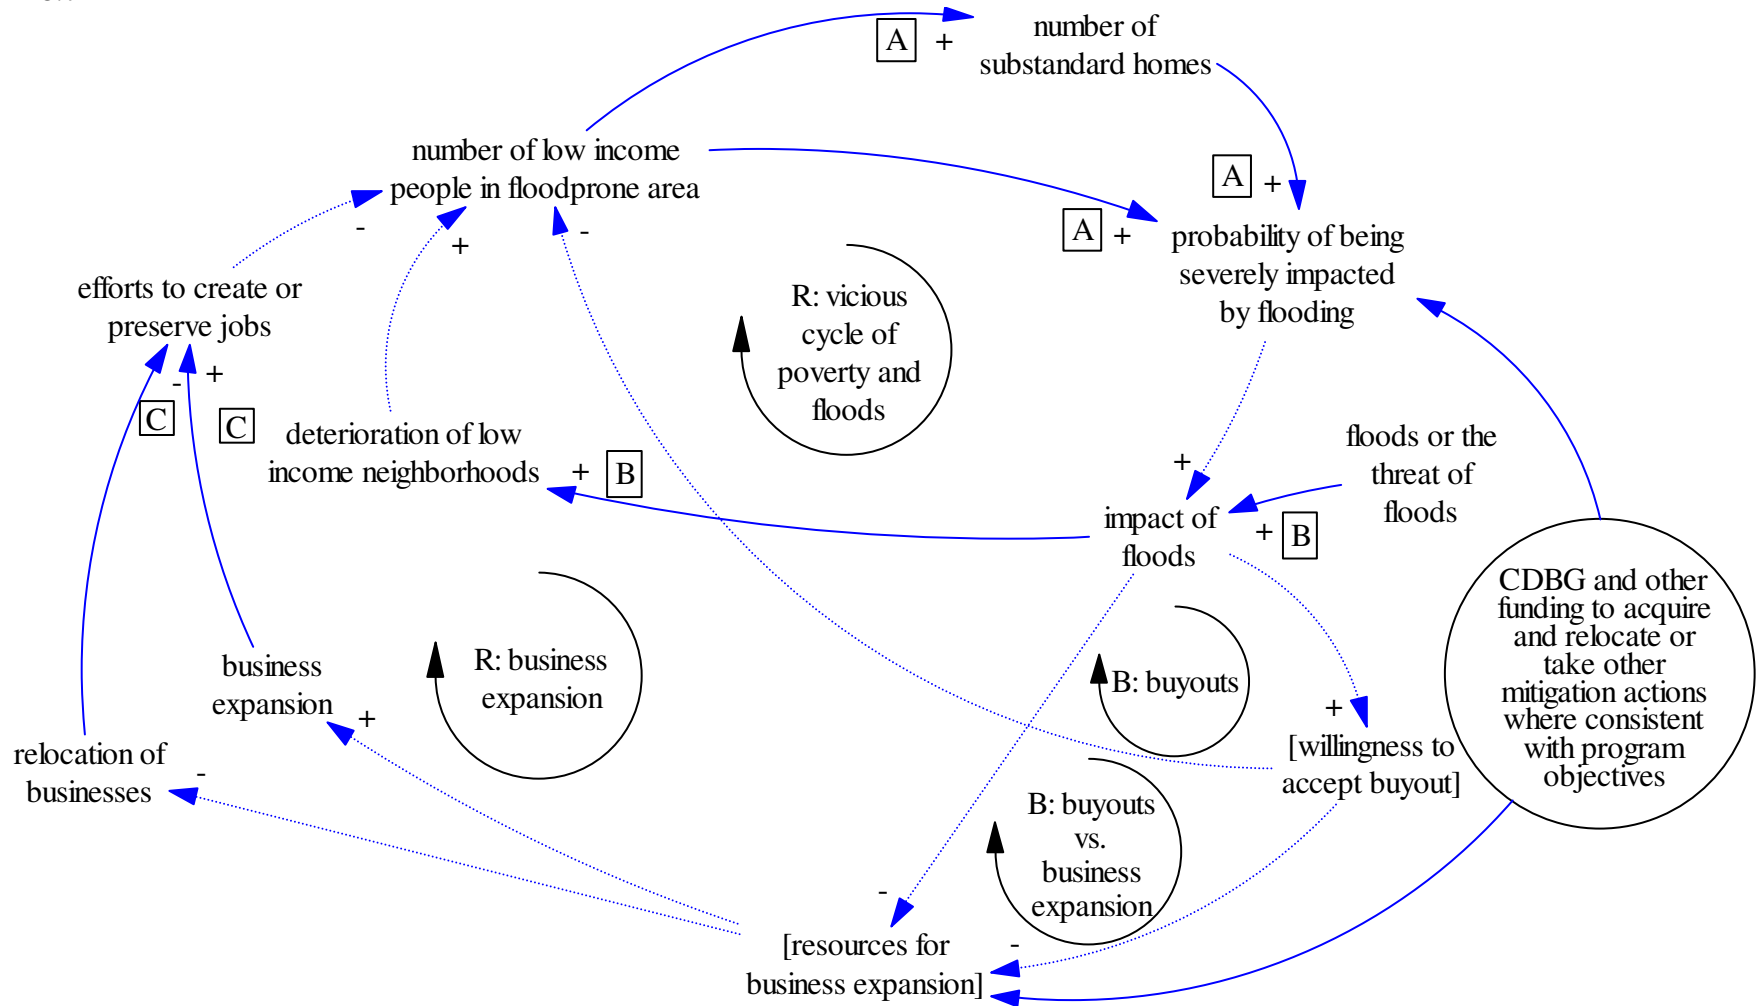 number of
substandard homes
A +
number of low income
people in floodprone area
A +
A +
probability of being
severely impacted
by flooding
-
+
-
efforts to create or
preserve jobs
R: vicious
cycle of
poverty and
floods
-
+
C
C
deterioration of low
income neighborhoods
+ B
floods or the
threat of
floods
+
impact of
floods
+ B
CDBG and other
funding to acquire
and relocate or
take other
mitigation actions
where consistent
with program
objectives
business
expansion
+
R: business
expansion
B: buyouts
+
[willingness to
accept buyout]
relocation of
businesses
-
B: buyouts
vs.
business
expansion
-
-
[resources for
business expansion]